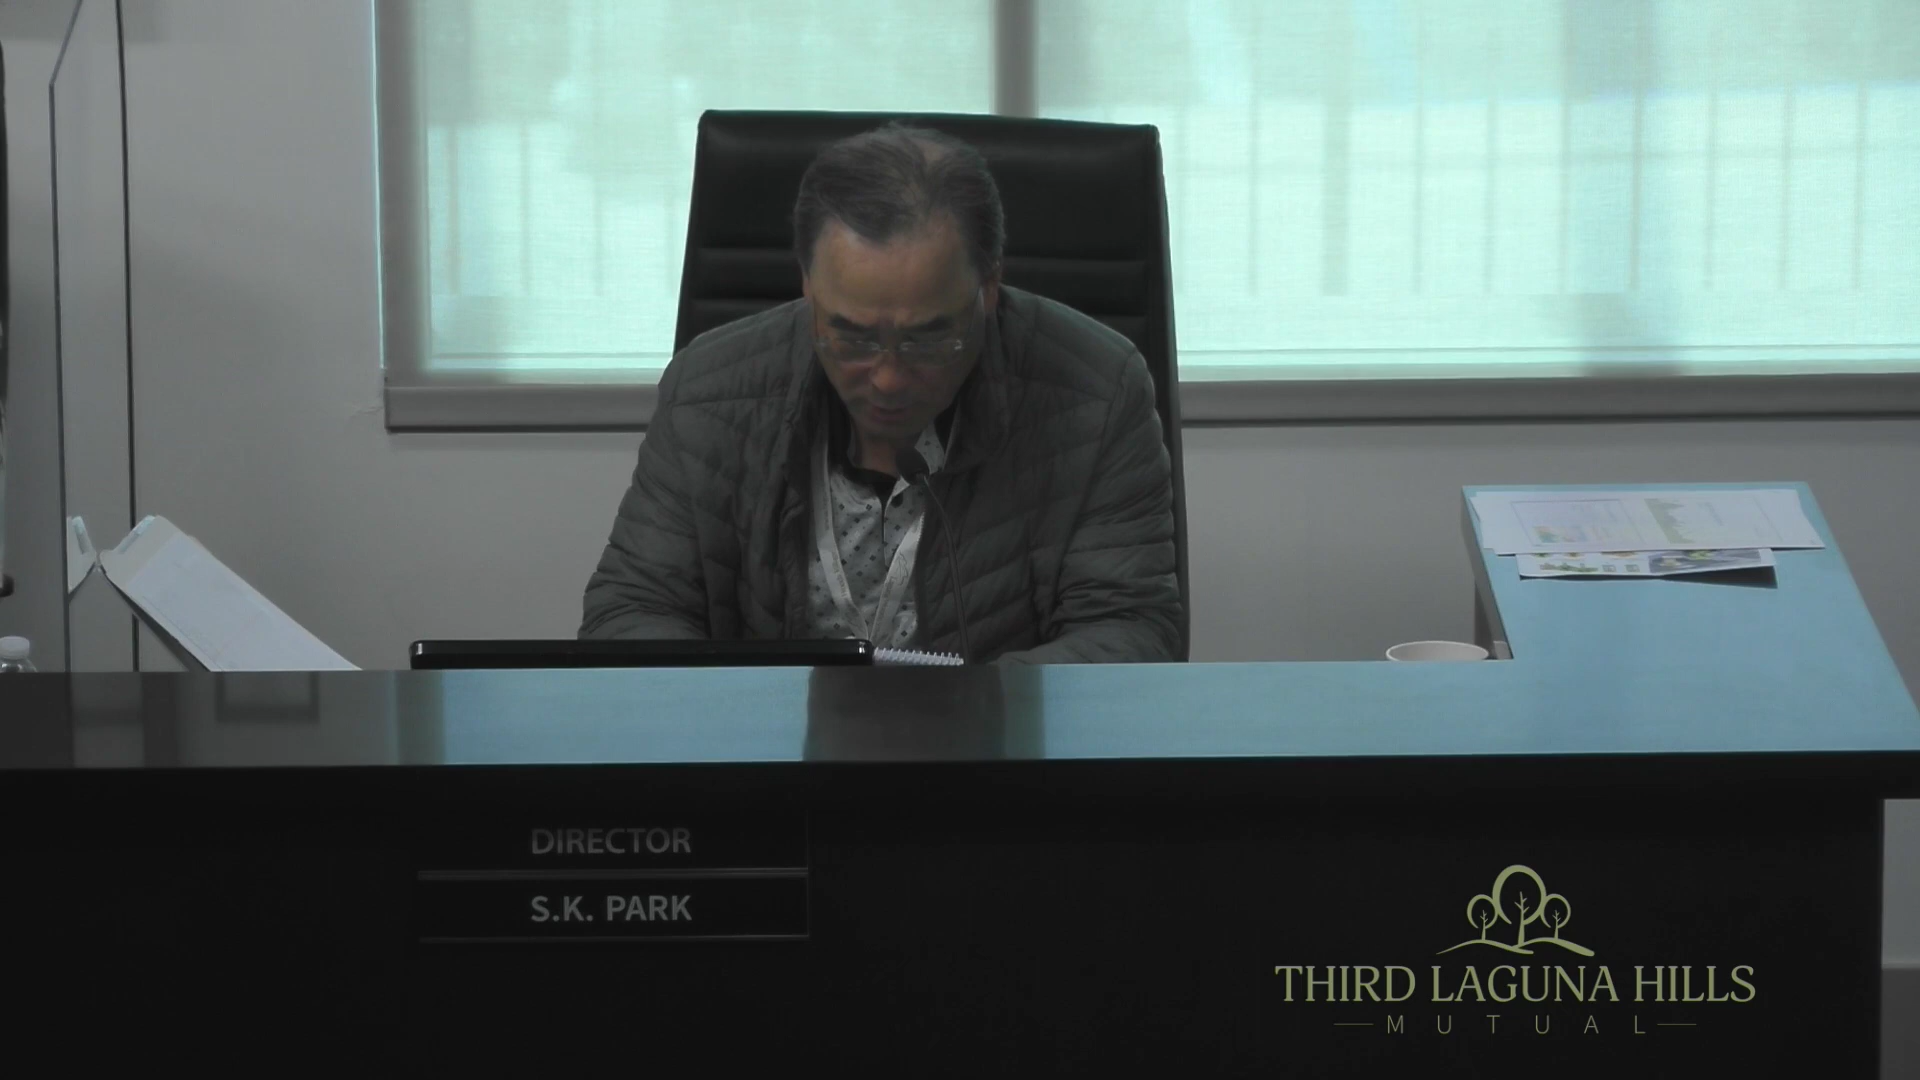 DIRECTOR
S.K. PARK
THIRD LAGUNA HILLS
MUTUAL